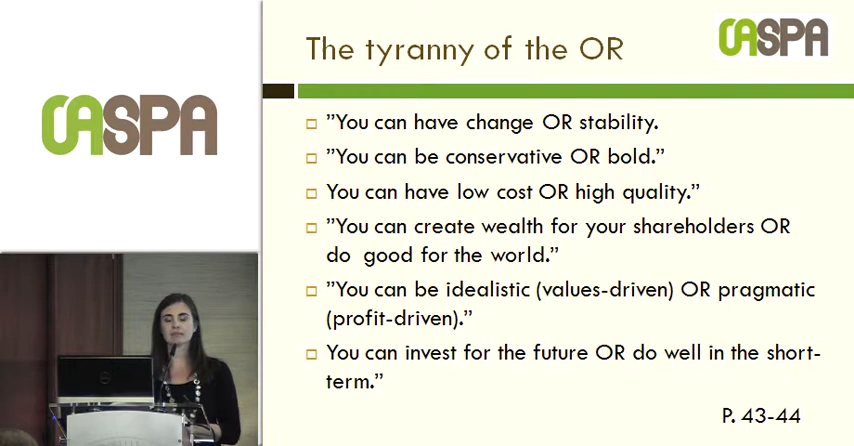 OASPA
The tyranny of the OR
OASPA
”You can have change OR stability.
”You can be conservative OR bold.”
You can have low cost OR high quality.”
”You can create wealth for your shareholders OR
do good for the world.”
”You can be idealistic (values-driven) OR pragmatic
(profit-driven).”
You can invest for the future OR do well in the short-
term.”
P. 43-44